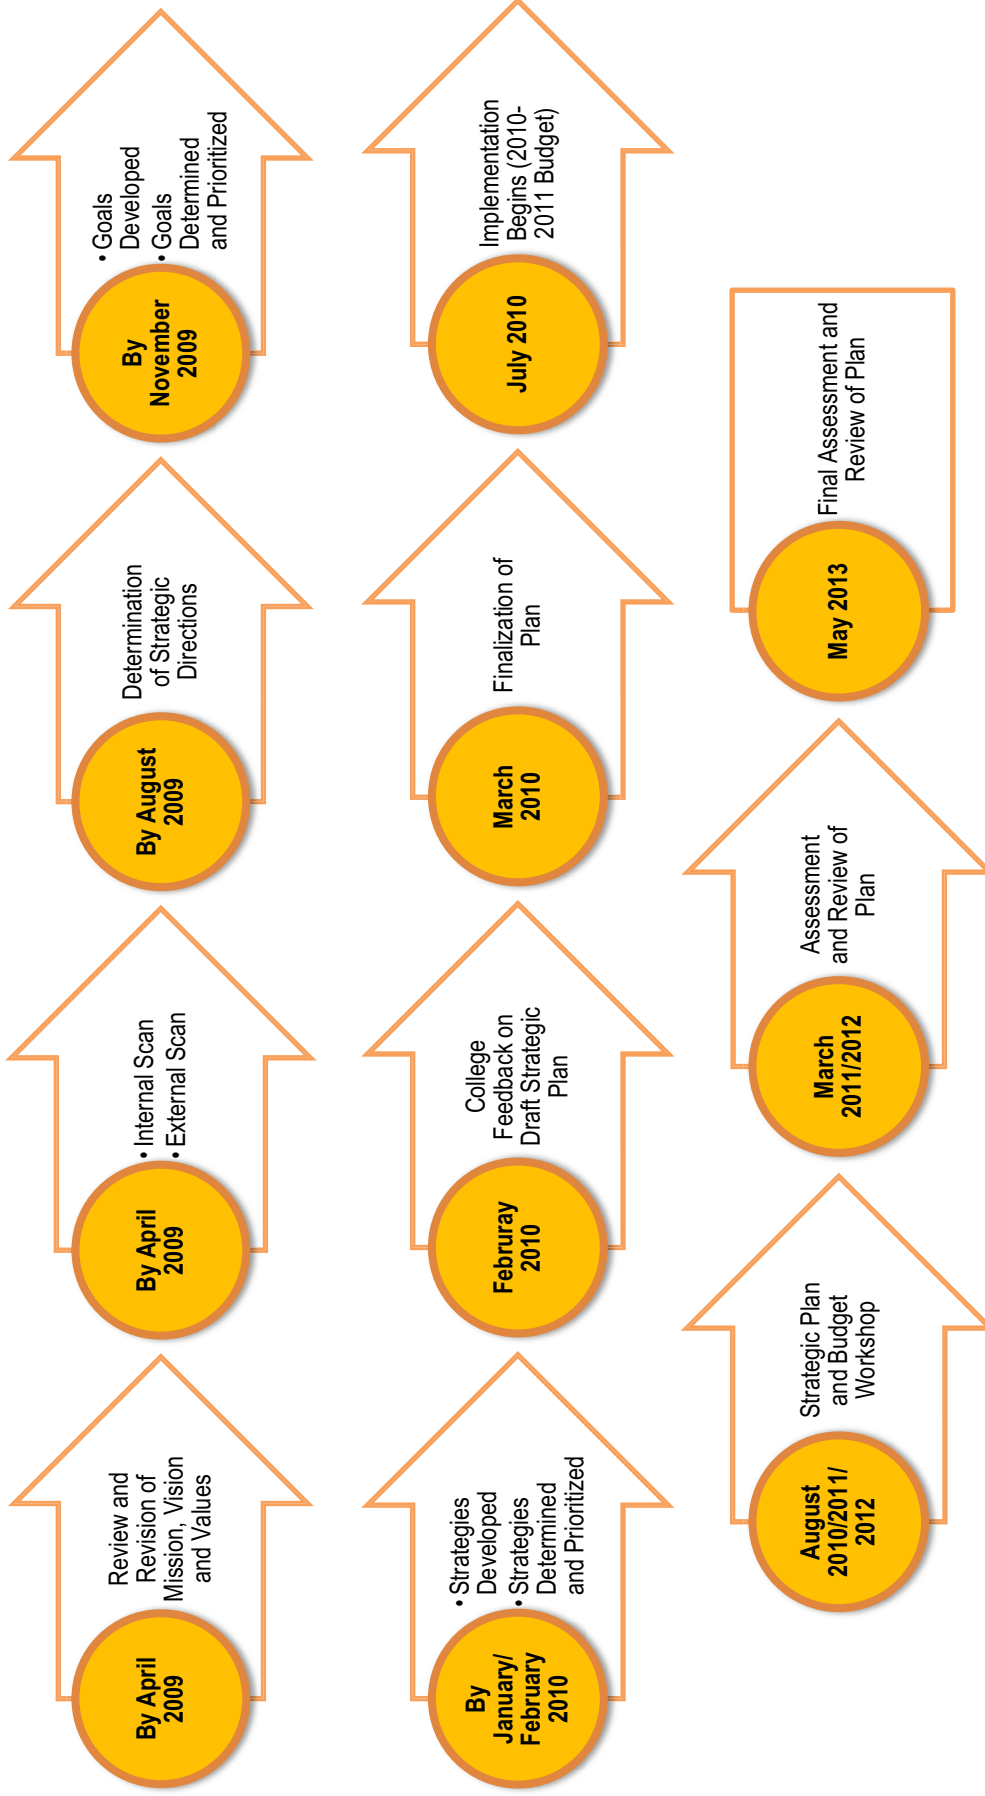 By April
2009
Review and
Revision of
Mission, Vision
and Values
By April
2009
• Internal Scan
• External Scan
By August
2009
Determination
of Strategic
Directions
By
November
2009
• Goals
Developed
• Goals
Determined
and Prioritized
By
January/
February
2010
• Strategies
Developed
• Strategies
Determined
and Prioritized
Februray
2010
College
Feedback on
Draft Strategic
Plan
March
2010
Finalization of
Plan
July 2010
Implementation
Begins (2010-
2011 Budget)
August
2010/2011/
2012
Strategic Plan
and Budget
Workshop
March
2011/2012
Assessment
and Review of
Plan
May 2013
Final Assessment and
Review of Plan